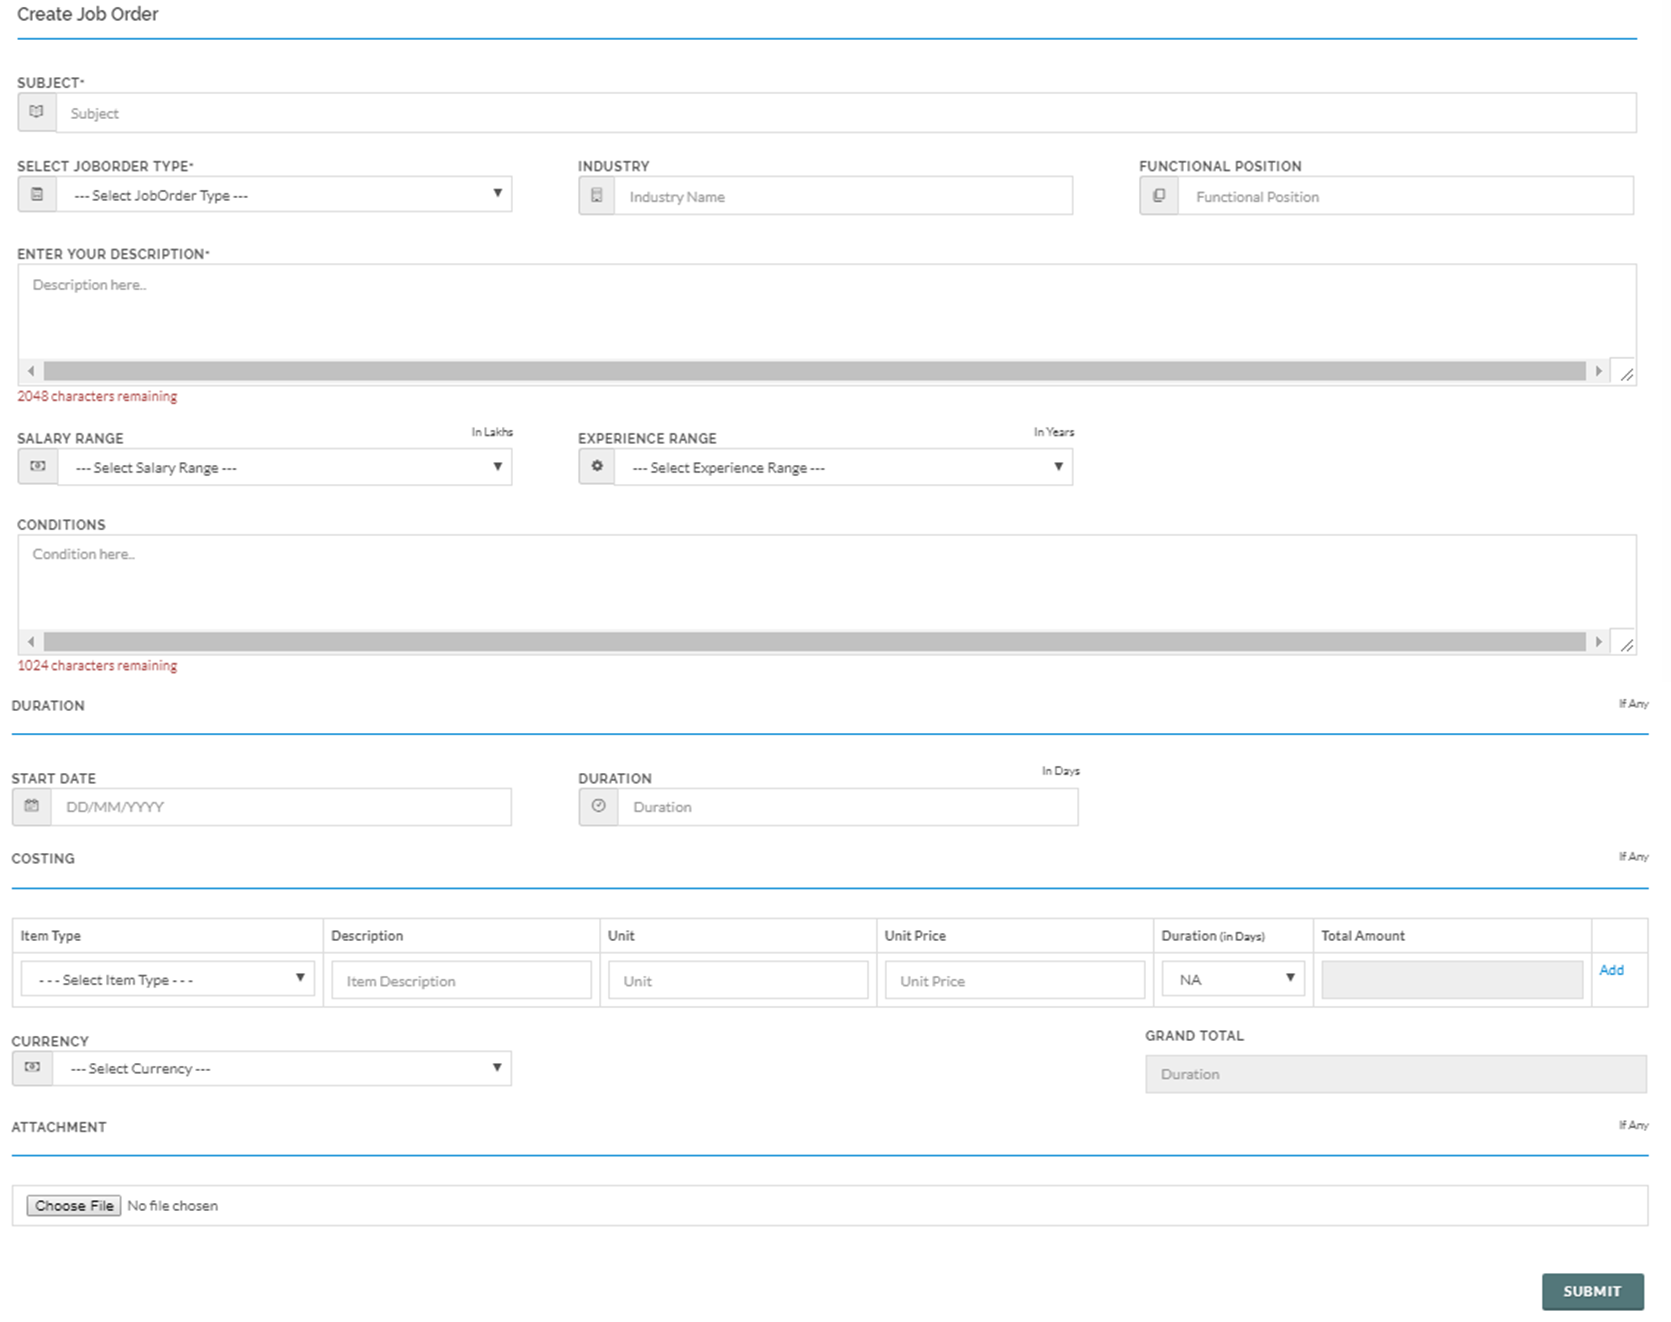 Create Job Order
SUBJECT*
Subject
SELECT JOBORDER TYPE* INDUSTRY FUNCTIONAL POSITION
--- Select JobOrder Type --- Industry Name Functional Position
ENTER YOUR DESCRIPTION*
Description here..
2048 characters remaining
SALARY RANGE In Lakhs EXPERIENCE RANGE In Years
--- Select Salary Range --- --- Select Experience Range ---
CONDITIONS
Condition here..
1024 characters remaining
DURATION If Any
START DATE DURATION In Days
DD/MM/YYYY Duration
COSTING If Any
Item Type Description Unit Unit Price Duration (in Days) Total Amount
- - - Select Item Type - - - Item Description Unit Unit Price NA Add
CURRENCY GRAND TOTAL
--- Select Currency --- Duration
ATTACHMENT If Any
Choose File No file chosen
SUBMIT